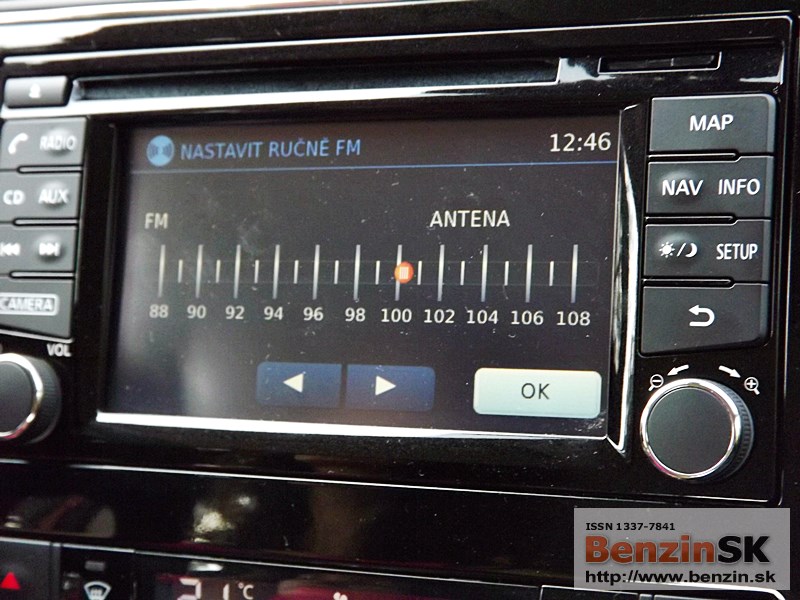 NASTAVIT RUČNĚ FM 12:46
FM ANTENA
88 90 92 94 96 98 100 102 104 106 108
OK
RADIO
CD AUX
CAMERA
VOL
MAP
NAV INFO
SETUP
21°C
ISSN 1337-7841
BenzinSK
http://www.benzin.sk